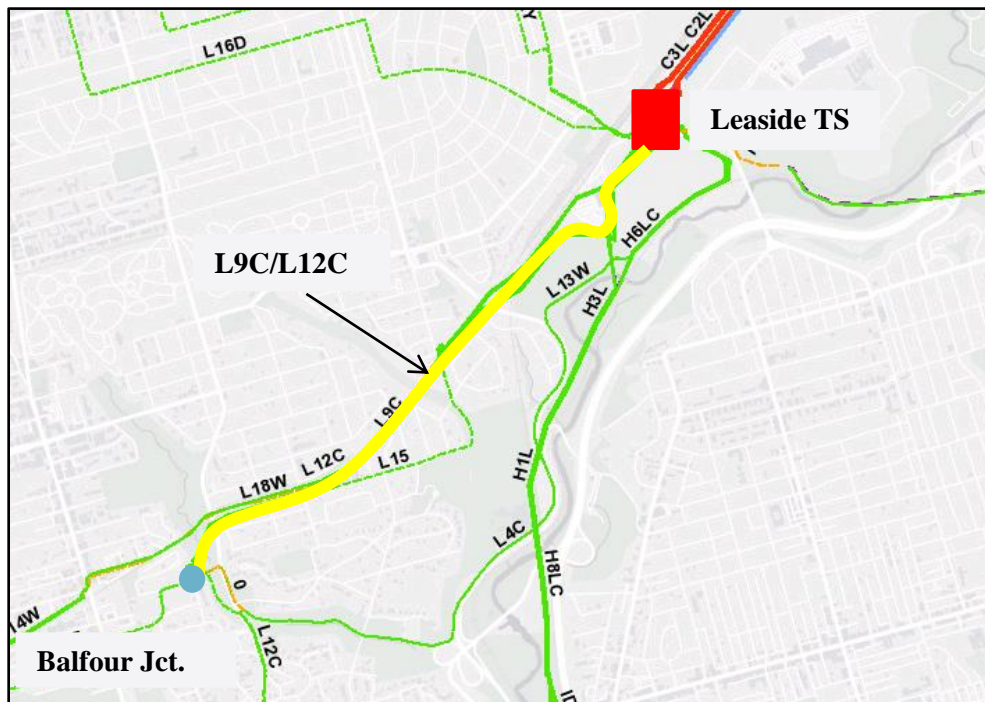 L16D
C3L C2L
Leaside TS
H6LC
L9C/L12C
L13W
H3L
L9C
L12C
L15
L18W
H1L
L4C
H8LC
0
14W
L12C
Balfour Jct.